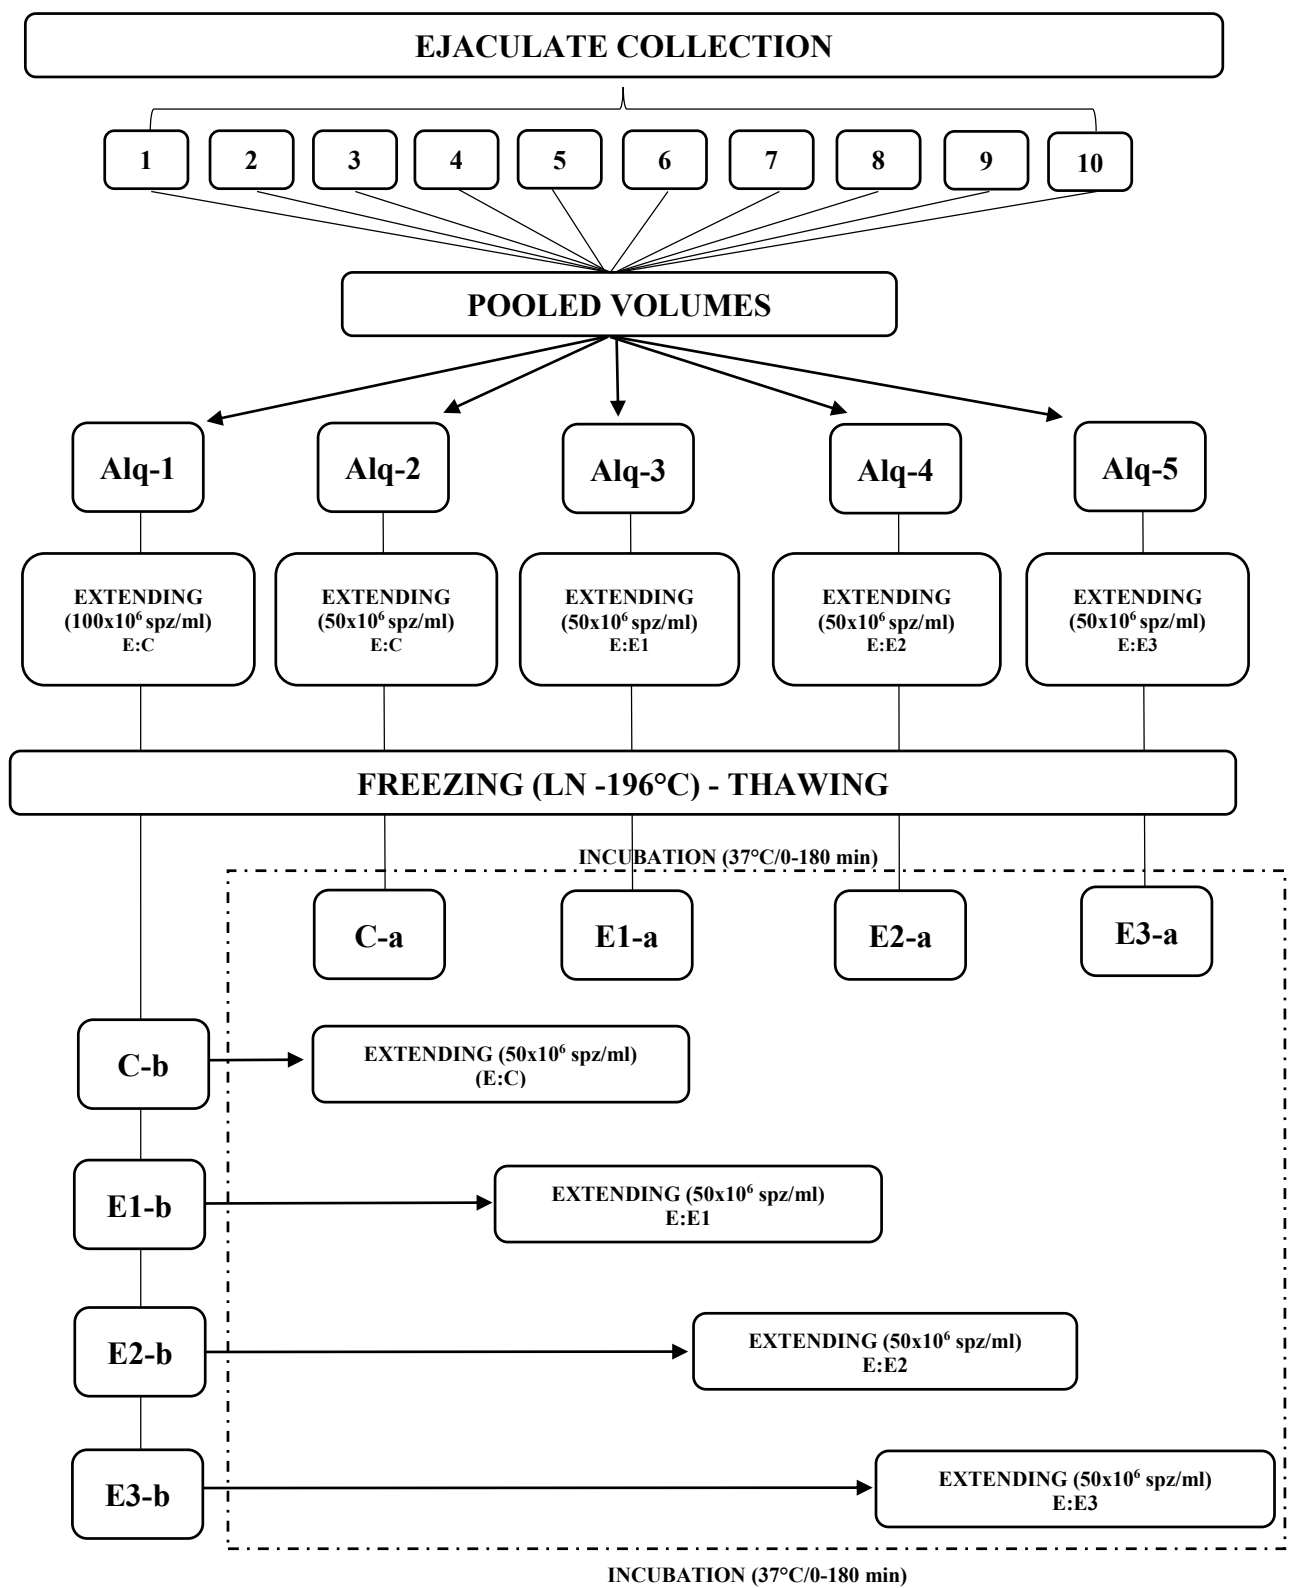 EJACULATE COLLECTION
1 2 3 4 5 6 7 8 9 10
POOLED VOLUMES
Alq-1 Alq-2 Alq-3 Alq-4 Alq-5
EXTENDING
(100x10⁶ spz/ml)
E:C
EXTENDING
(50x10⁶ spz/ml)
E:C
EXTENDING
(50x10⁶ spz/ml)
E:E1
EXTENDING
(50x10⁶ spz/ml)
E:E2
EXTENDING
(50x10⁶ spz/ml)
E:E3
FREEZING (LN -196°C) - THAWING
INCUBATION (37°C/0-180 min)
C-a E1-a E2-a E3-a
C-b
EXTENDING (50x10⁶ spz/ml)
(E:C)
E1-b
EXTENDING (50x10⁶ spz/ml)
E:E1
E2-b
EXTENDING (50x10⁶ spz/ml)
E:E2
E3-b
EXTENDING (50x10⁶ spz/ml)
E:E3
INCUBATION (37°C/0-180 min)